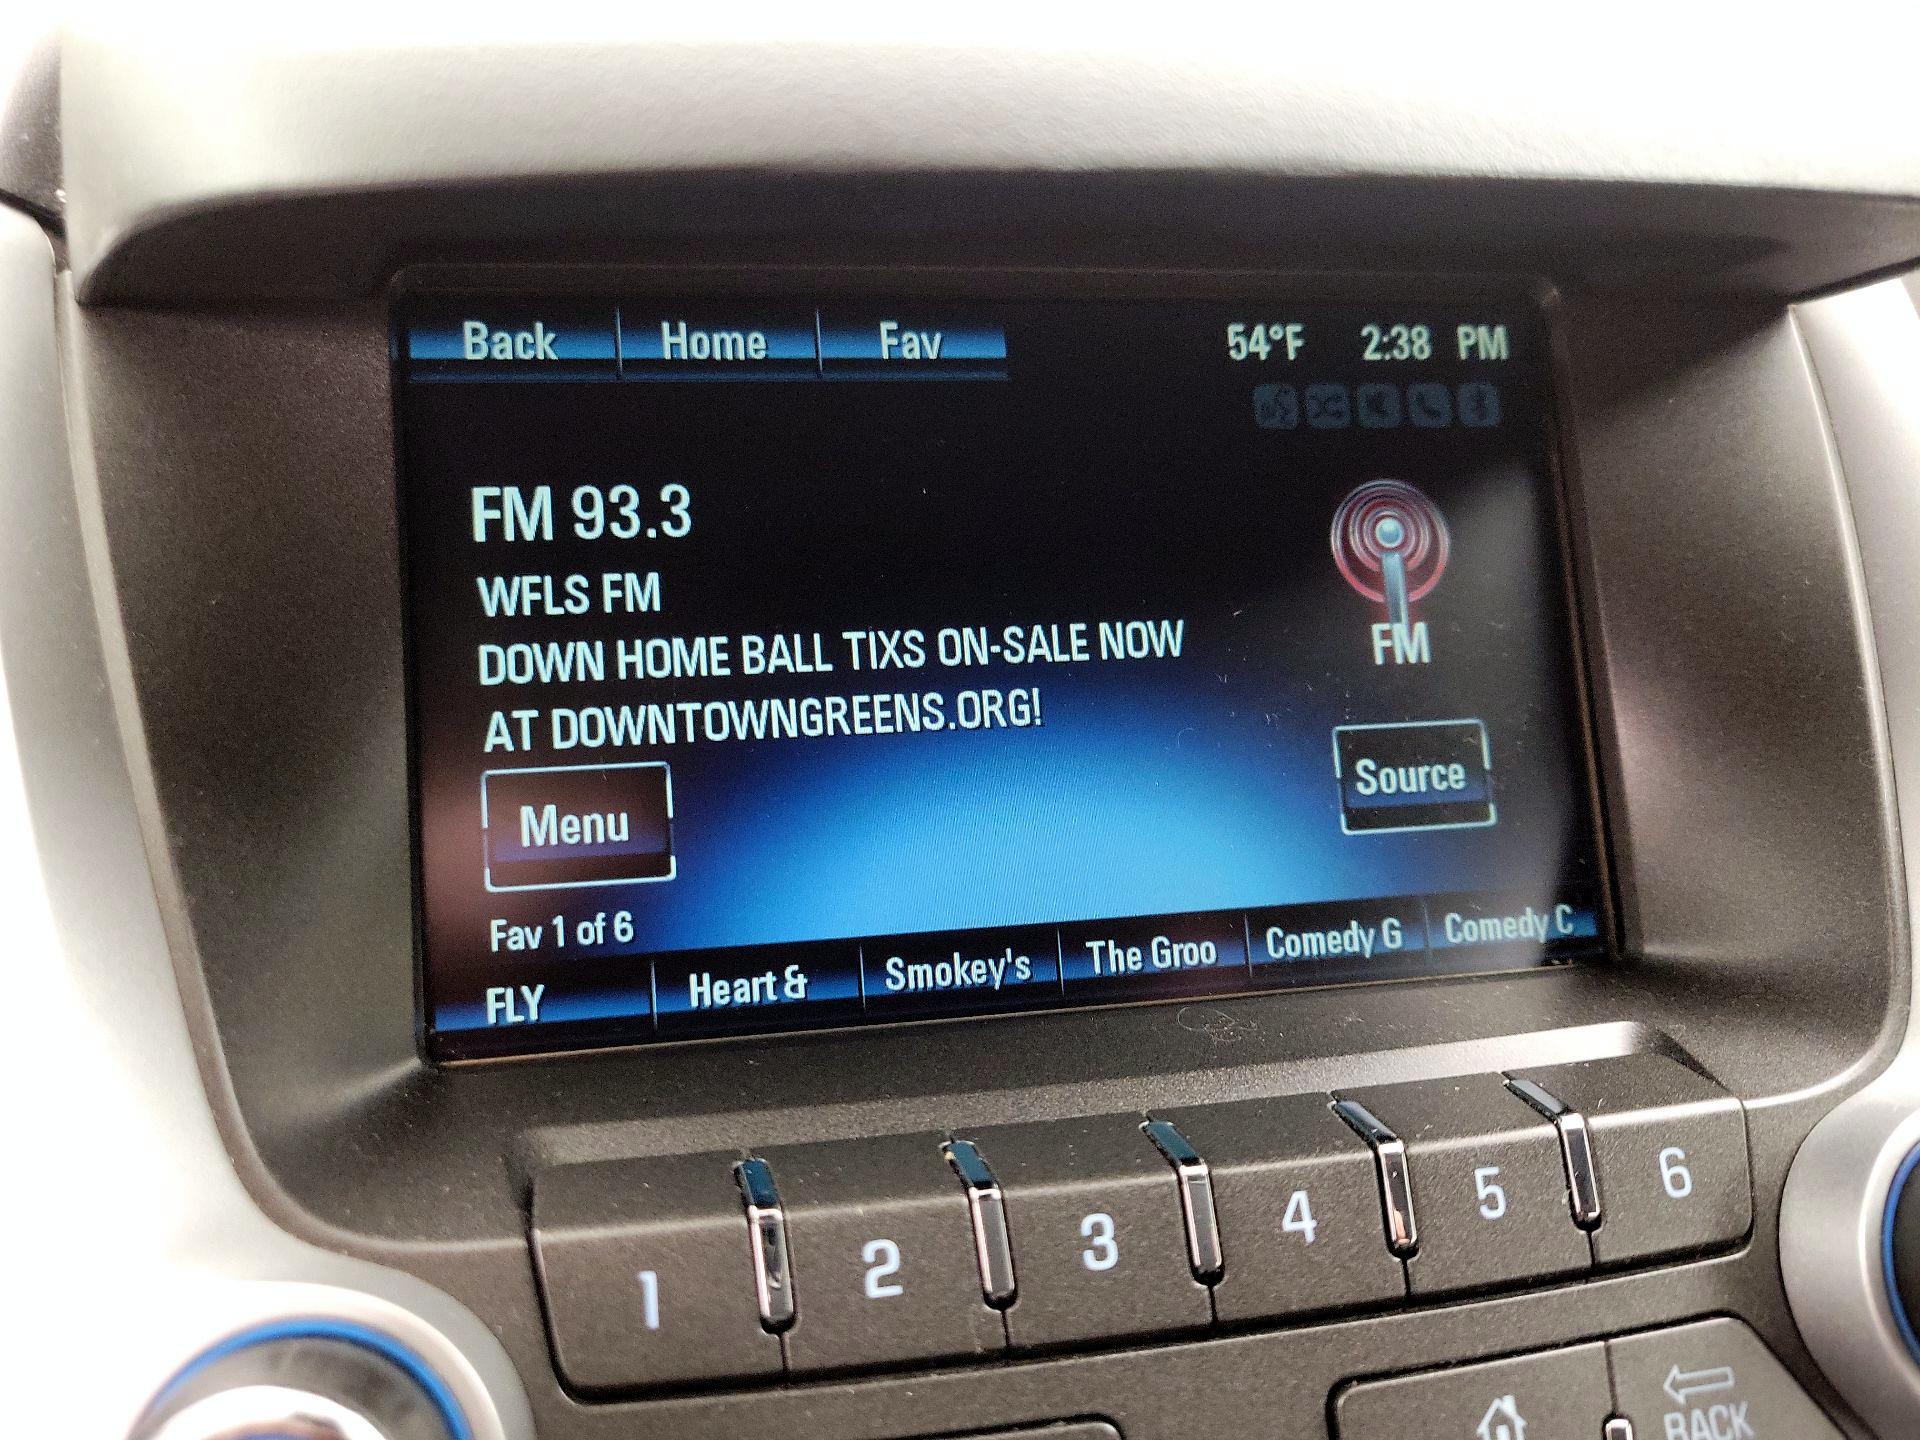 Back Home Fav 54°F 2:38 PM
FM 93.3
WFLS FM
DOWN HOME BALL TIXS ON-SALE NOW
AT DOWNTOWNGREENS.ORG!
FM
Menu
Source
Fav 1 of 6
FLY Heart & Smokey's The Groo Comedy G Comedy C
1 2 3 4 5 6
BACK